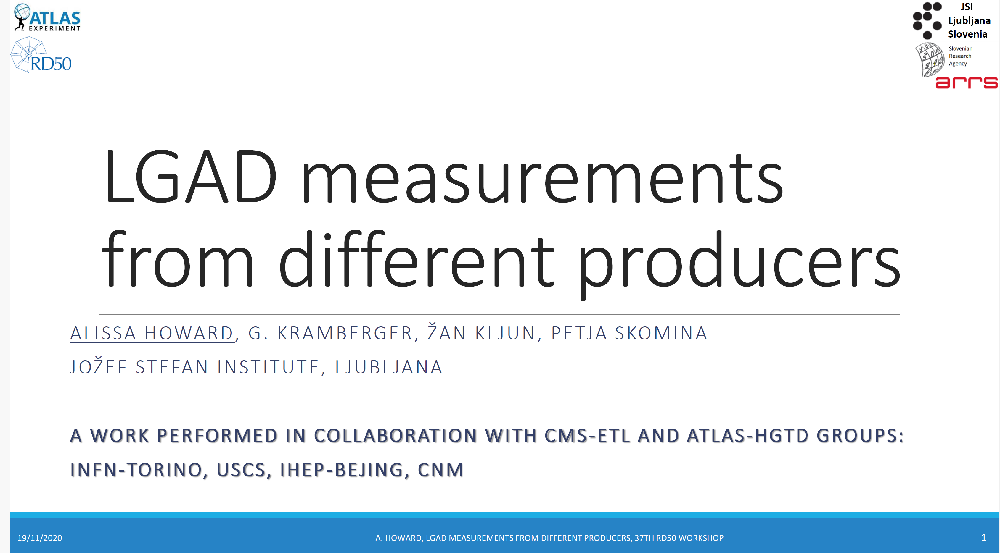 ATLAS
EXPERIMENT
RD50
JSI
Ljubljana
Slovenia
Slovenian
Research
Agency
arrs
LGAD measurements
from different producers
ALISSA HOWARD, G. KRAMBERGER, ŽAN KLJUN, PETJA SKOMINA
JOŽEF STEFAN INSTITUTE, LJUBLJANA
A WORK PERFORMED IN COLLABORATION WITH CMS-ETL AND ATLAS-HGTD GROUPS:
INFN-TORINO, USCS, IHEP-BEJING, CNM
19/11/2020
A. HOWARD, LGAD MEASUREMENTS FROM DIFFERENT PRODUCERS, 37TH RD50 WORKSHOP
1